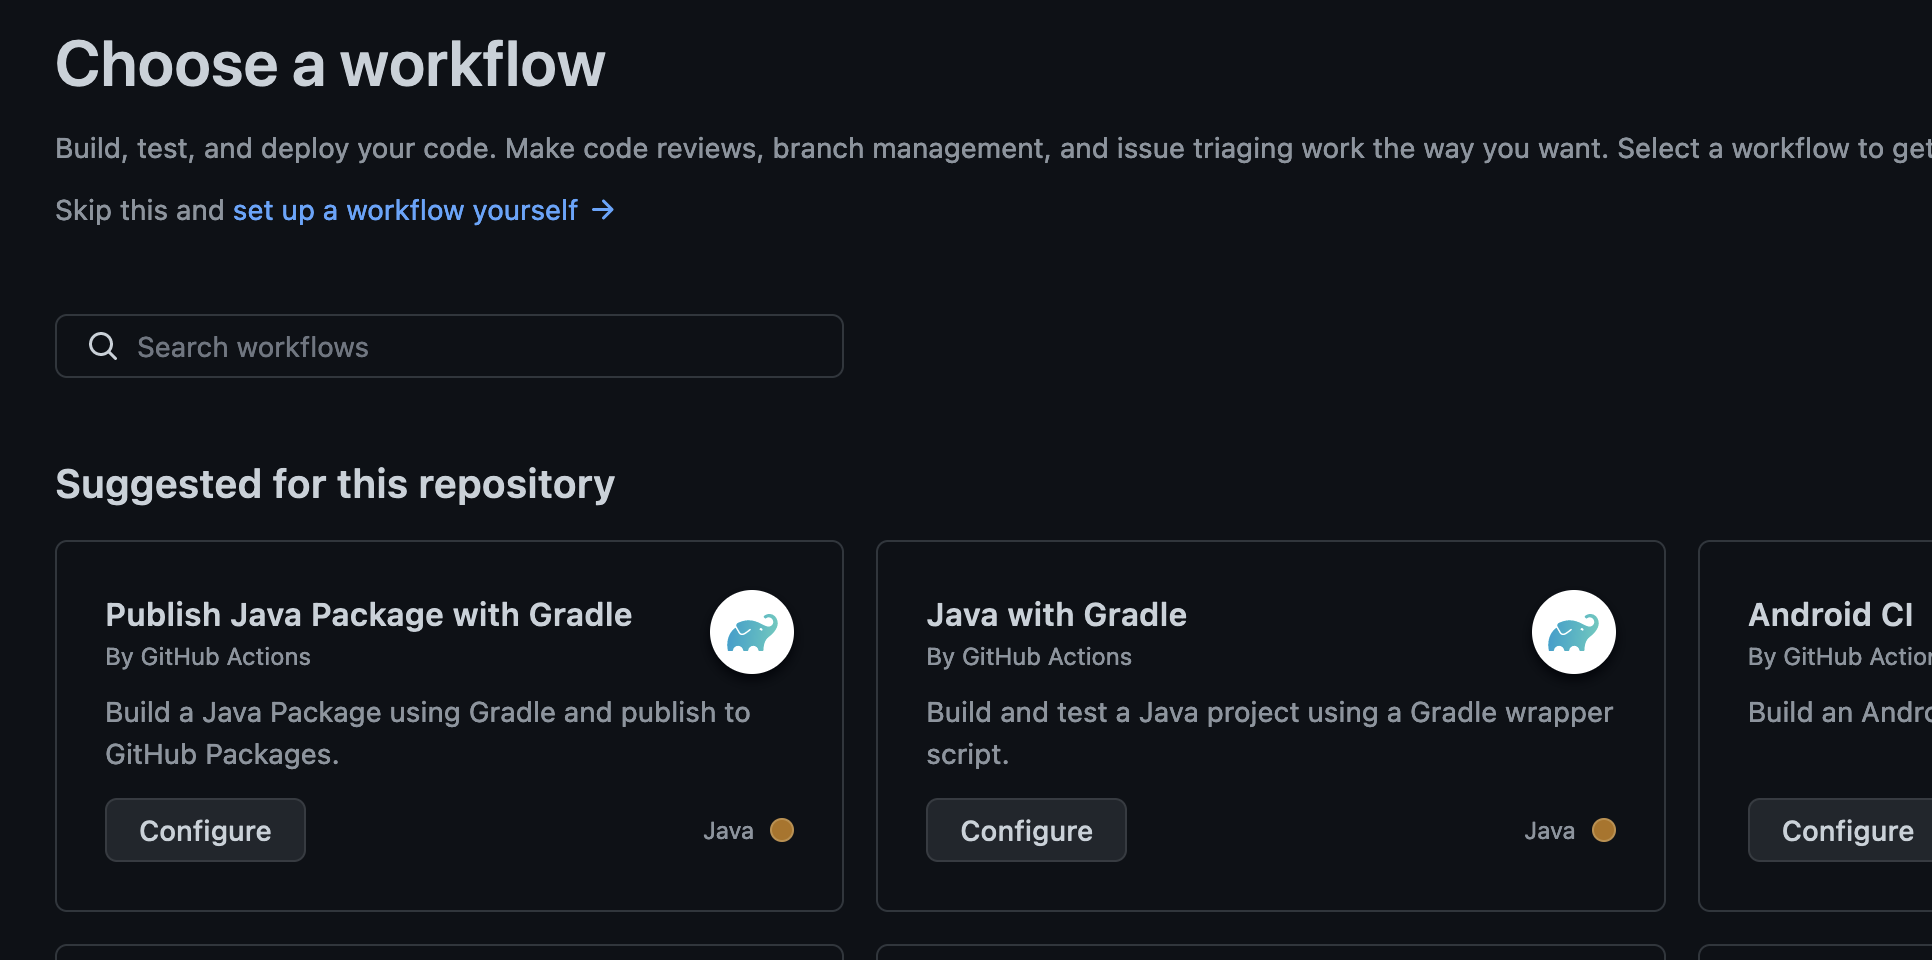 Choose a workflow
Build, test, and deploy your code. Make code reviews, branch management, and issue triaging work the way you want. Select a workflow to get
Skip this and set up a workflow yourself →
Search workflows
Suggested for this repository
Publish Java Package with Gradle
By GitHub Actions
Build a Java Package using Gradle and publish to
GitHub Packages.
Configure
Java
Java with Gradle
By GitHub Actions
Build and test a Java project using a Gradle wrapper
script.
Configure
Java
Android CI
By GitHub
Build an
Configure